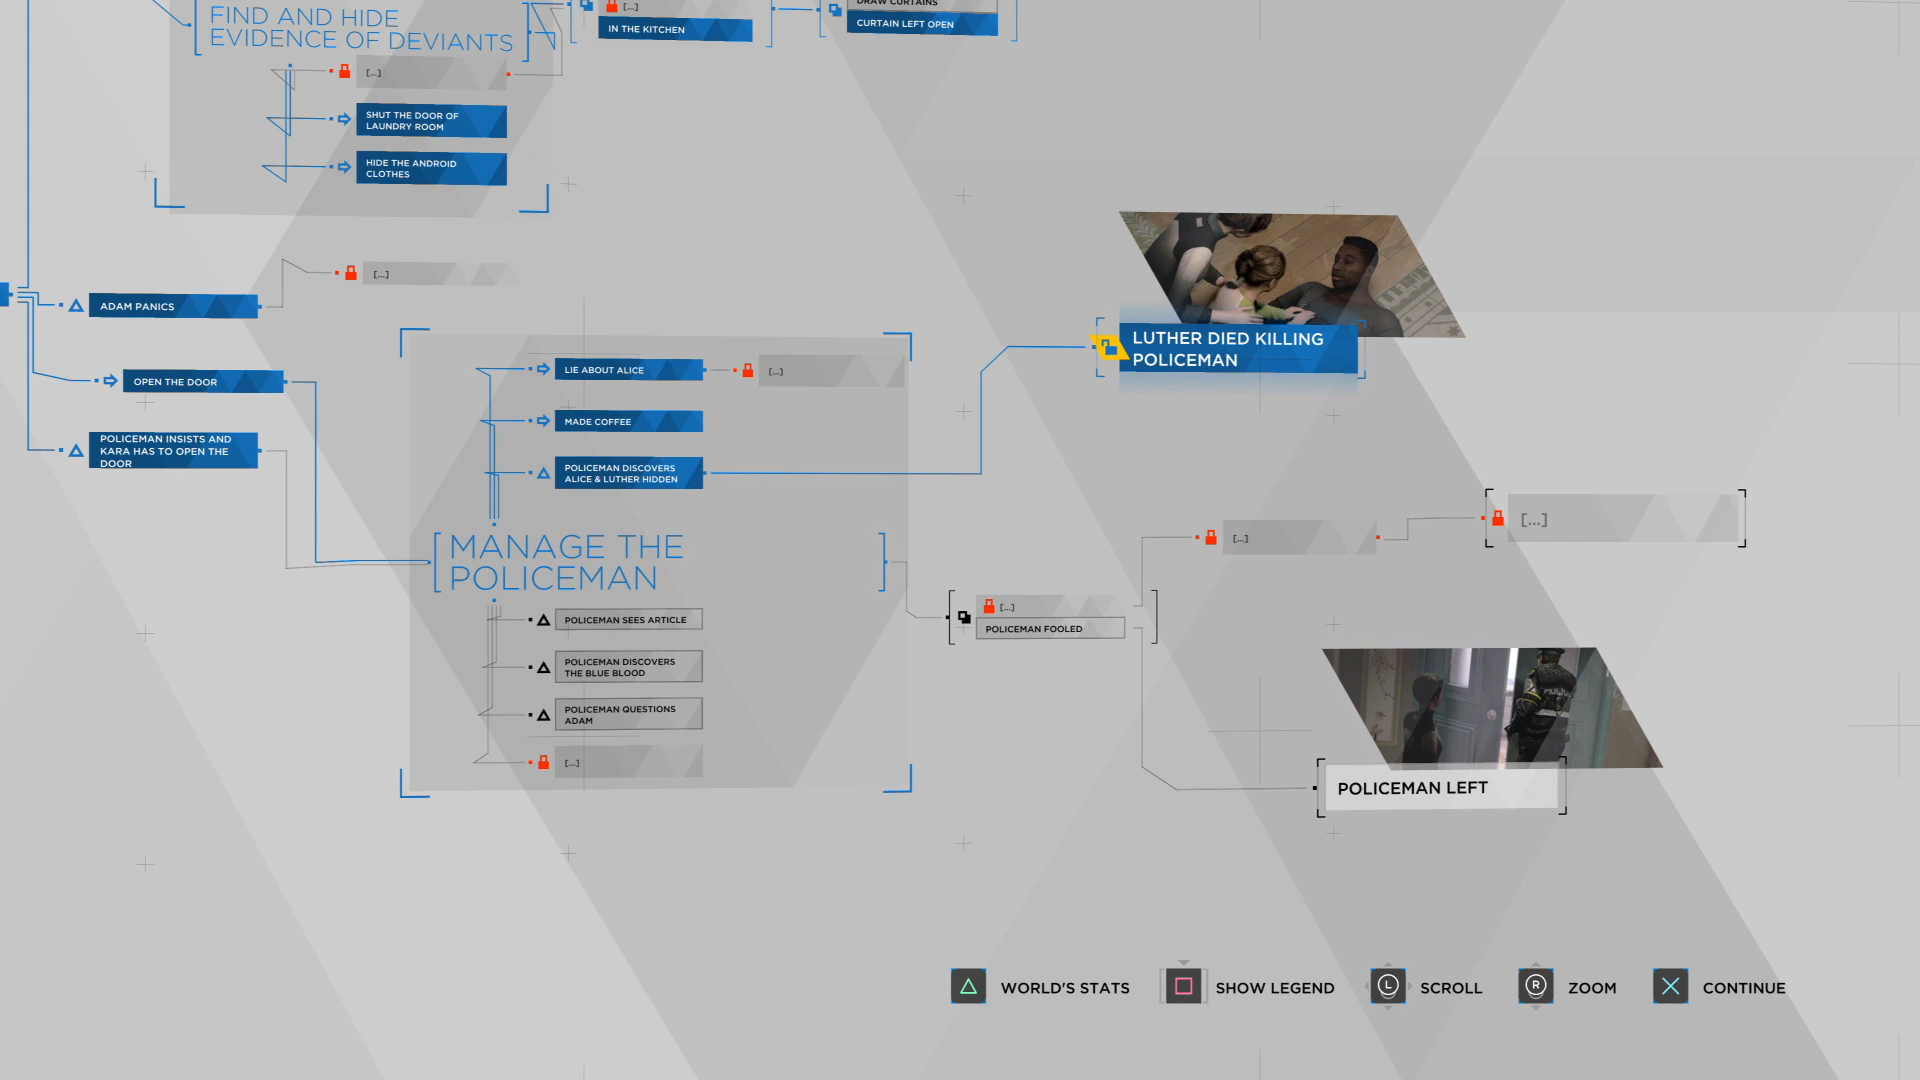 FIND AND HIDE
EVIDENCE OF DEVIANTS
[...]
IN THE KITCHEN
DRAW CURTAINS
CURTAIN LEFT OPEN
[...]
SHUT THE DOOR OF
LAUNDRY ROOM
HIDE THE ANDROID
CLOTHES
[...]
ADAM PANICS
OPEN THE DOOR
POLICEMAN INSISTS AND
KARA HAS TO OPEN THE
DOOR
LIE ABOUT ALICE
[...]
MADE COFFEE
POLICEMAN DISCOVERS
ALICE & LUTHER HIDDEN
MANAGE THE
POLICEMAN
POLICEMAN SEES ARTICLE
POLICEMAN DISCOVERS
THE BLUE BLOOD
POLICEMAN QUESTIONS
ADAM
[...]
LUTHER DIED KILLING
POLICEMAN
[...]
POLICEMAN FOOLED
[...]
[...]
POLICEMAN LEFT
WORLD'S STATS
SHOW LEGEND
L
SCROLL
R
ZOOM
CONTINUE